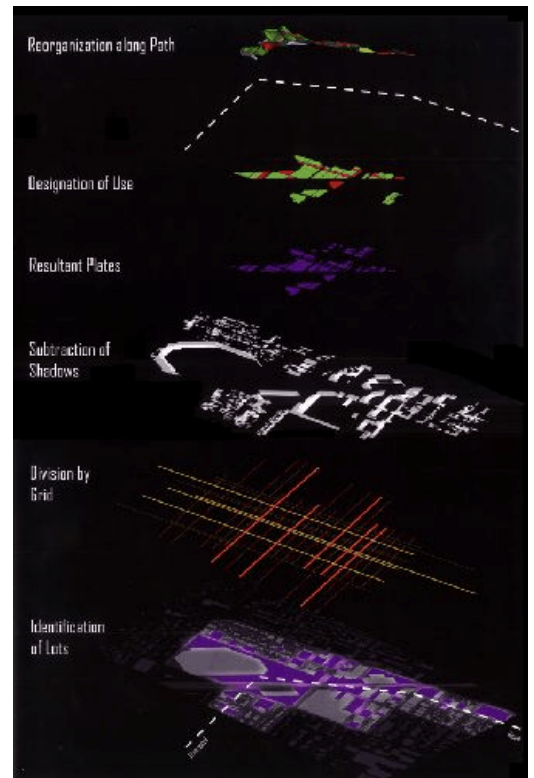 Reorganization along Path
Designation of Use
Resultant Plates
Subtraction of
Shadows
Division by
Grid
Identification
of Lots